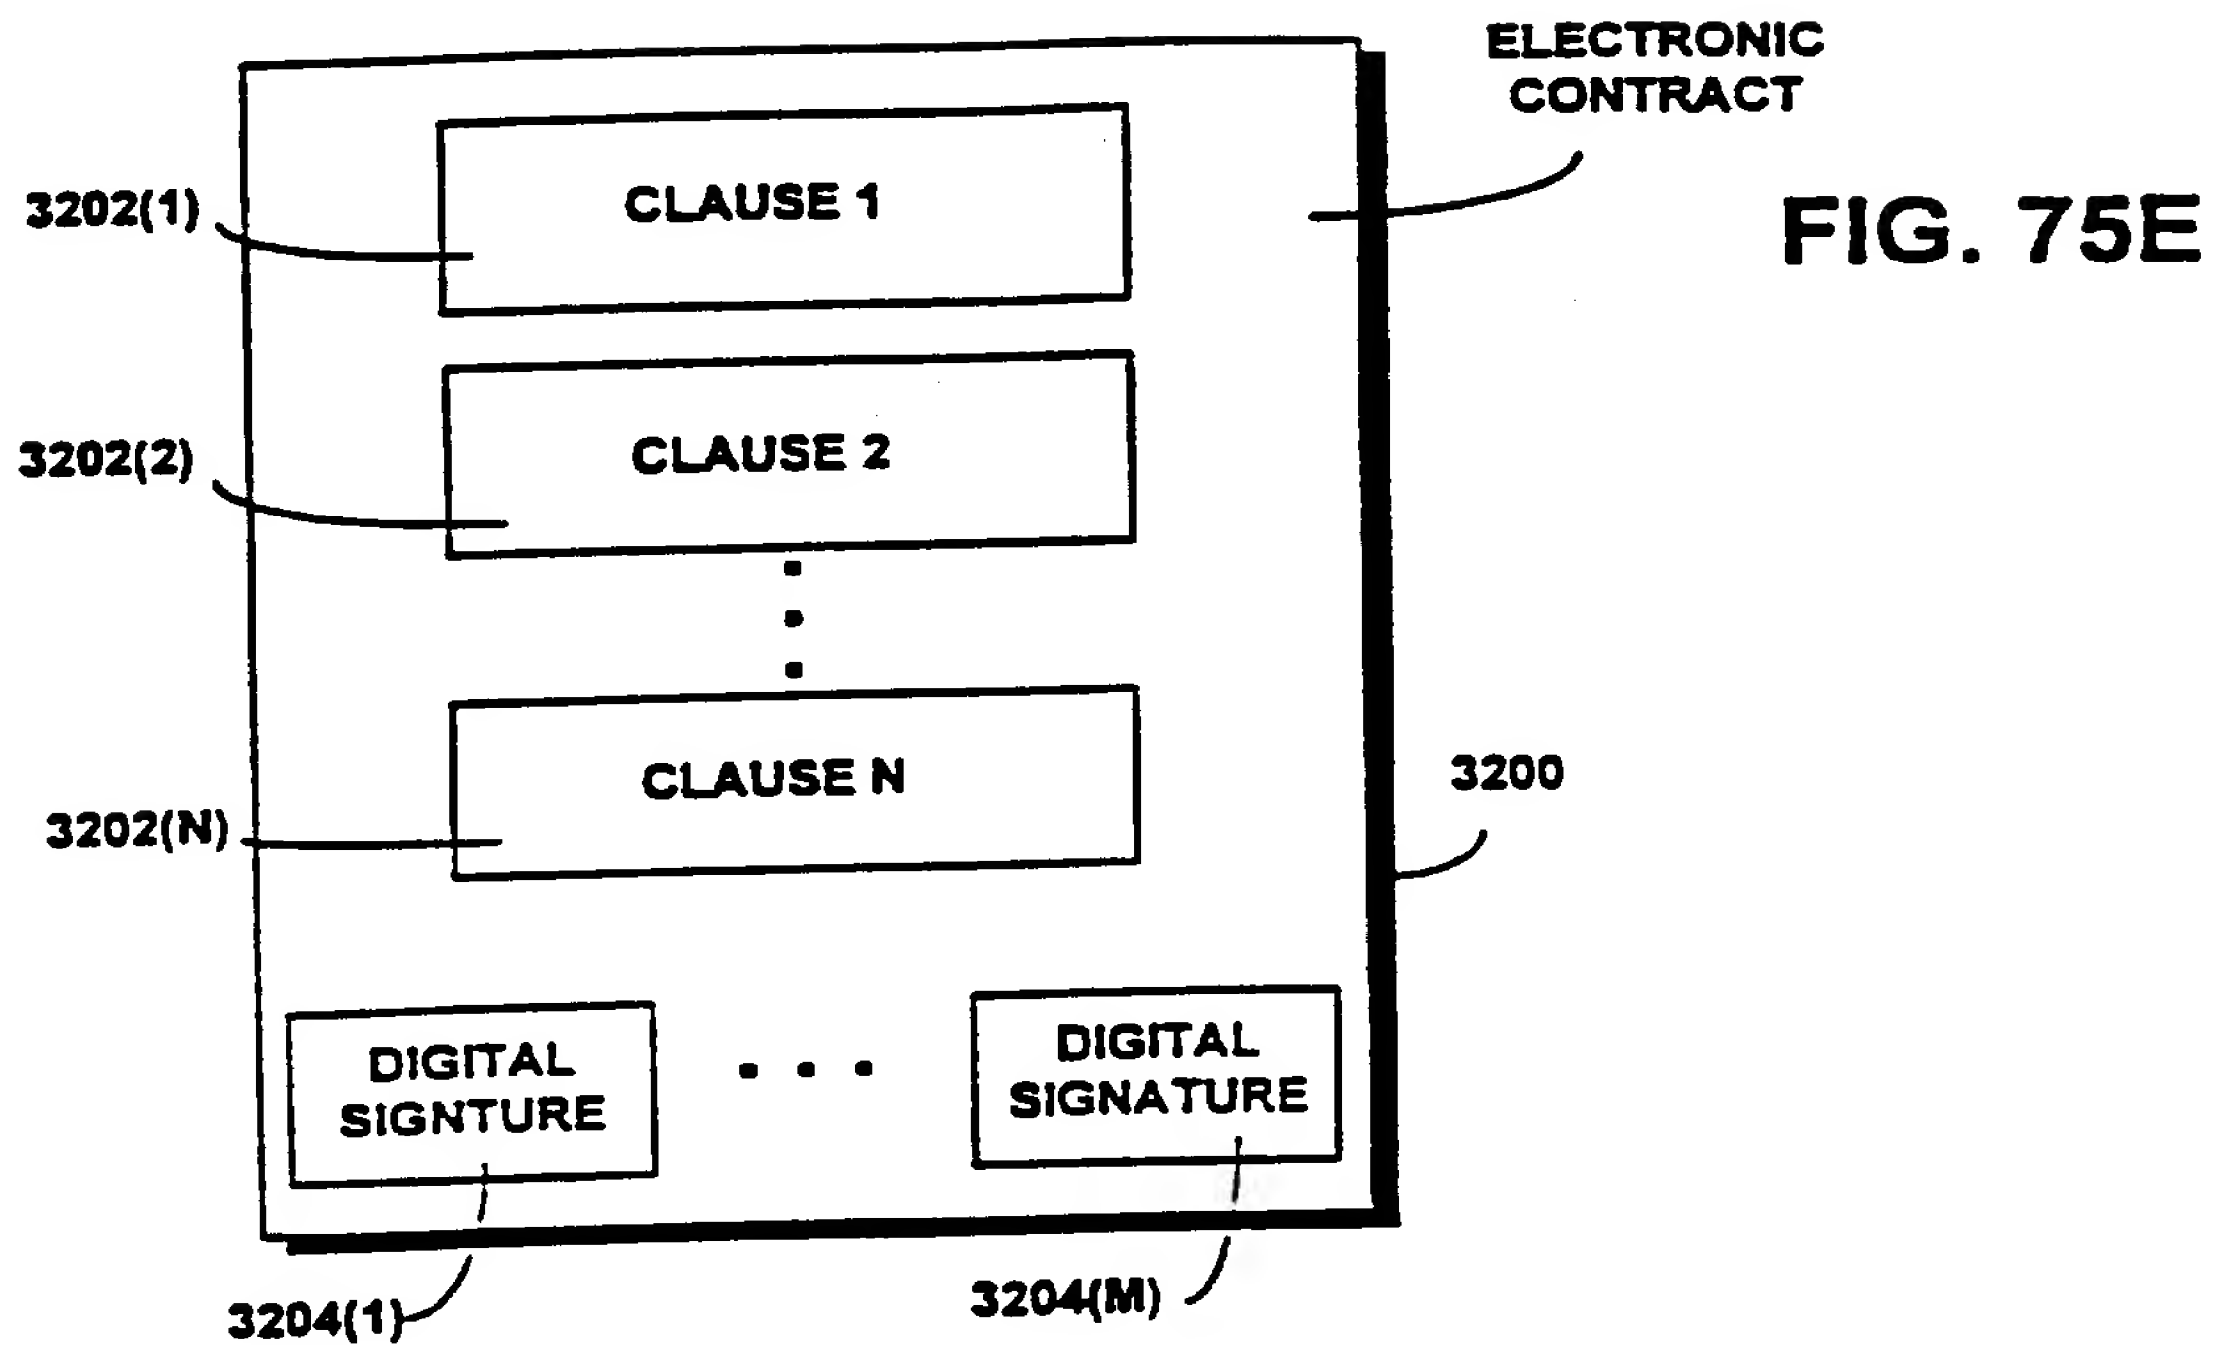 ELECTRONIC
CONTRACT
FIG. 75E
CLAUSE 1
3202(1)
CLAUSE 2
3202(2)
CLAUSE N
3202(N)
3200
DIGITAL
SIGNTURE
DIGITAL
SIGNATURE
3204(1)
3204(M)